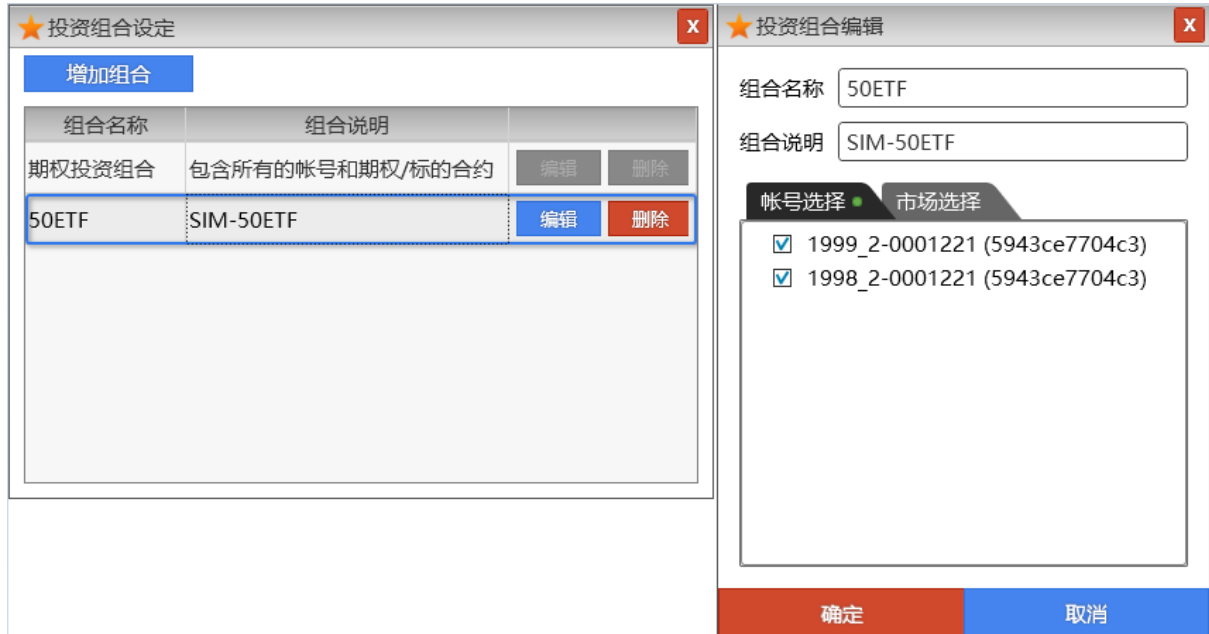 投资组合设定
X
增加组合
组合名称 组合说明
期权投资组合 包含所有的帐号和期权/标的合约 编辑 删除
50ETF SIM-50ETF 编辑 删除
投资组合编辑
X
组合名称 50ETF
组合说明 SIM-50ETF
帐号选择 市场选择
1999_2-0001221 (5943ce7704c3)
1998_2-0001221 (5943ce7704c3)
确定 取消